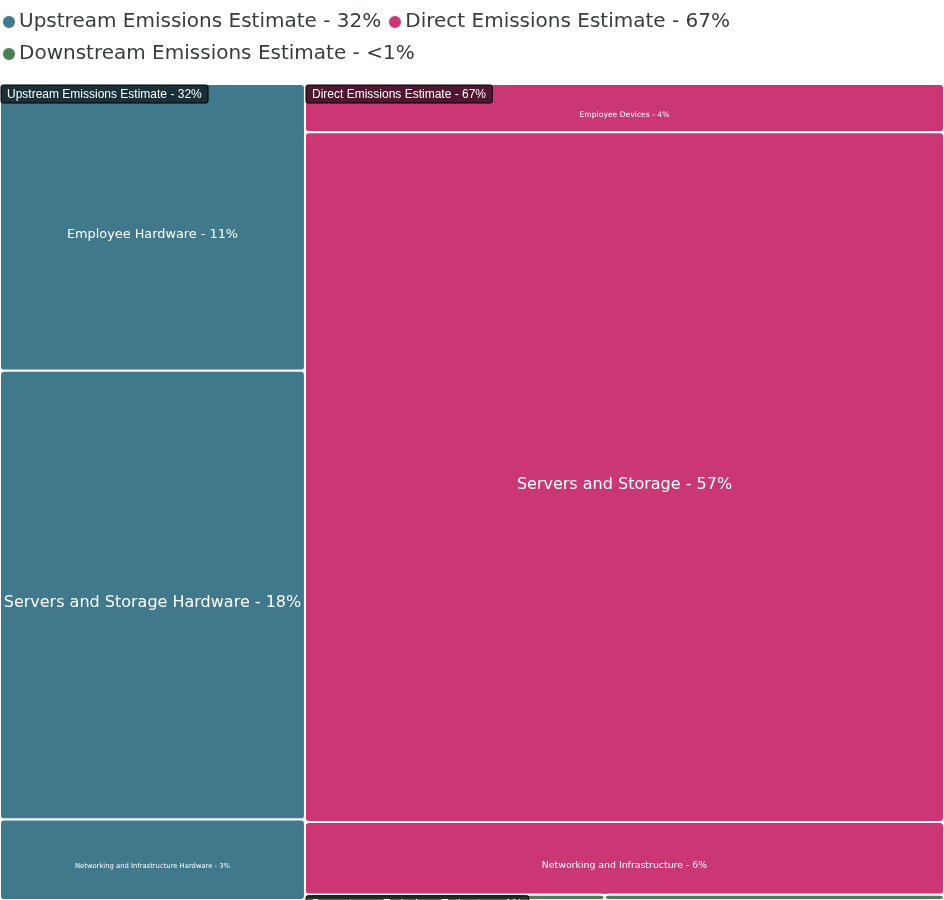 Upstream Emissions Estimate - 32% Direct Emissions Estimate - 67%
Downstream Emissions Estimate - <1%
Upstream Emissions Estimate - 32%
Direct Emissions Estimate - 67%
Employee Devices - 4%
Employee Hardware - 11%
Servers and Storage - 57%
Servers and Storage Hardware - 18%
Networking and Infrastructure - 6%
Networking and Infrastructure Hardware - 3%